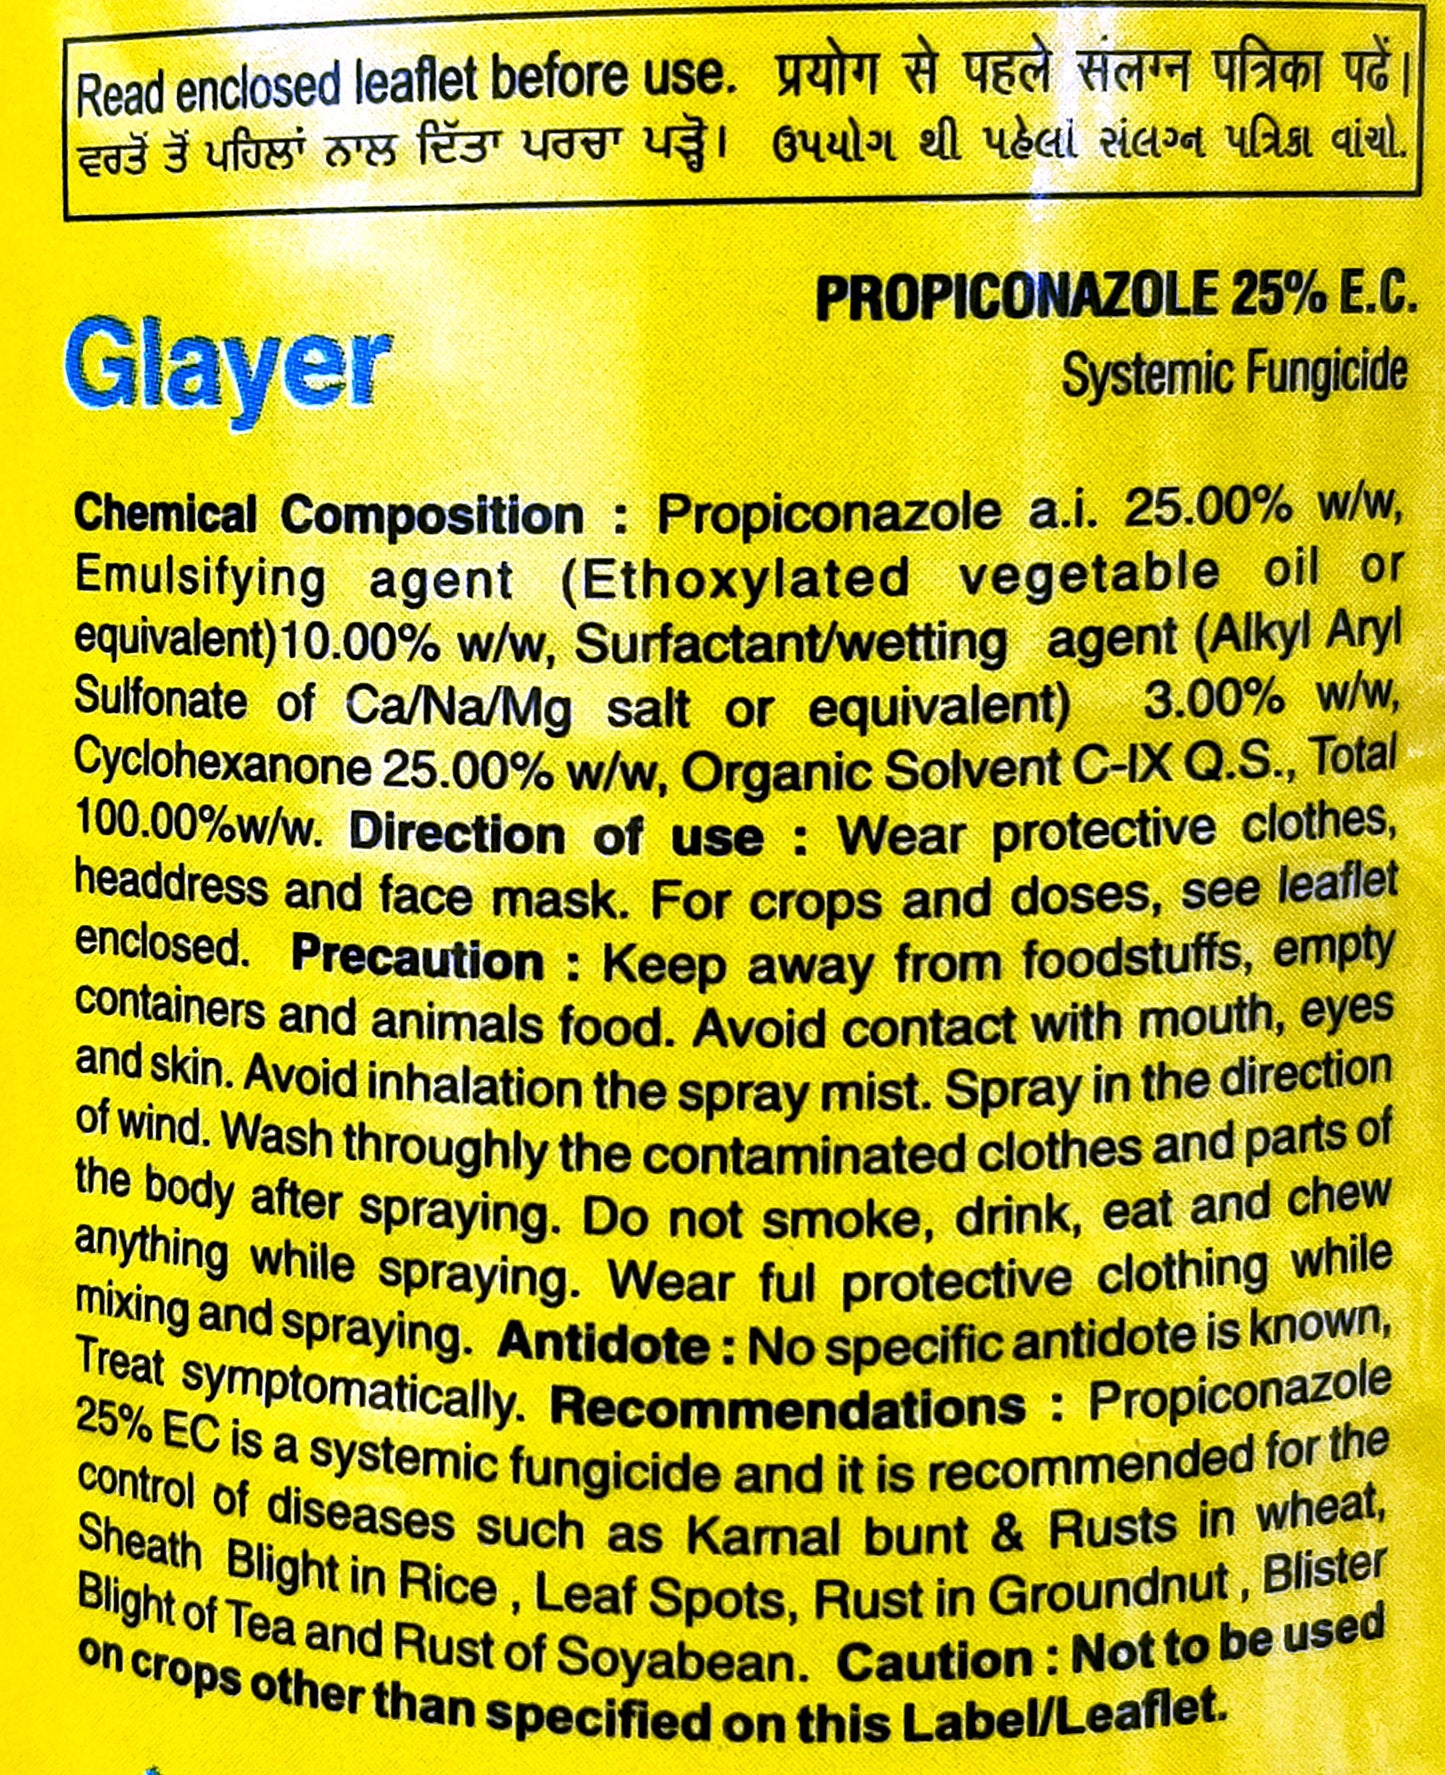 Read enclosed leaflet before use. प्रयोग से पहले संलग्न पत्रिका पढें।
ਵਰਤੋਂ ਤੋਂ ਪਹਿਲਾਂ ਨਾਲ ਦਿੱਤਾ ਪਰਚਾ ਪੜ੍ਹੋ। ઉપયોગ થી પહેલાં સંલગ્ન પત્રિકા વાંચો.
PROPICONAZOLE 25% E.C.
Glayer
Systemic Fungicide
Chemical Composition : Propiconazole a.i. 25.00% w/w,
Emulsifying agent (Ethoxylated vegetable oil or
equivalent)10.00% w/w, Surfactant/wetting agent (Alkyl Aryl
Sulfonate of Ca/Na/Mg salt or equivalent) 3.00% w/w,
Cyclohexanone 25.00% w/w, Organic Solvent C-IX Q.S., Total
100.00%w/w. Direction of use : Wear protective clothes,
headdress and face mask. For crops and doses, see leaflet
enclosed. Precaution : Keep away from foodstuffs, empty
containers and animals food. Avoid contact with mouth, eyes
and skin. Avoid inhalation the spray mist. Spray in the direction
of wind. Wash throughly the contaminated clothes and parts of
the body after spraying. Do not smoke, drink, eat and chew
anything while spraying. Wear ful protective clothing while
mixing and spraying. Antidote : No specific antidote is known,
Treat symptomatically. Recommendations : Propiconazole
25% EC is a systemic fungicide and it is recommended for the
control of diseases such as Karnal bunt & Rusts in wheat,
Sheath Blight in Rice , Leaf Spots, Rust in Groundnut , Blister
Blight of Tea and Rust of Soyabean. Caution : Not to be used
on crops other than specified on this Label/Leaflet.